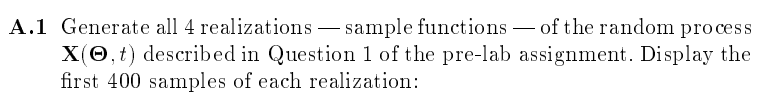 A.1 Generate all 4 realizations — sample functions — of the random process
X(Θ, t) described in Question 1 of the pre-lab assignment. Display the
first 400 samples of each realization: